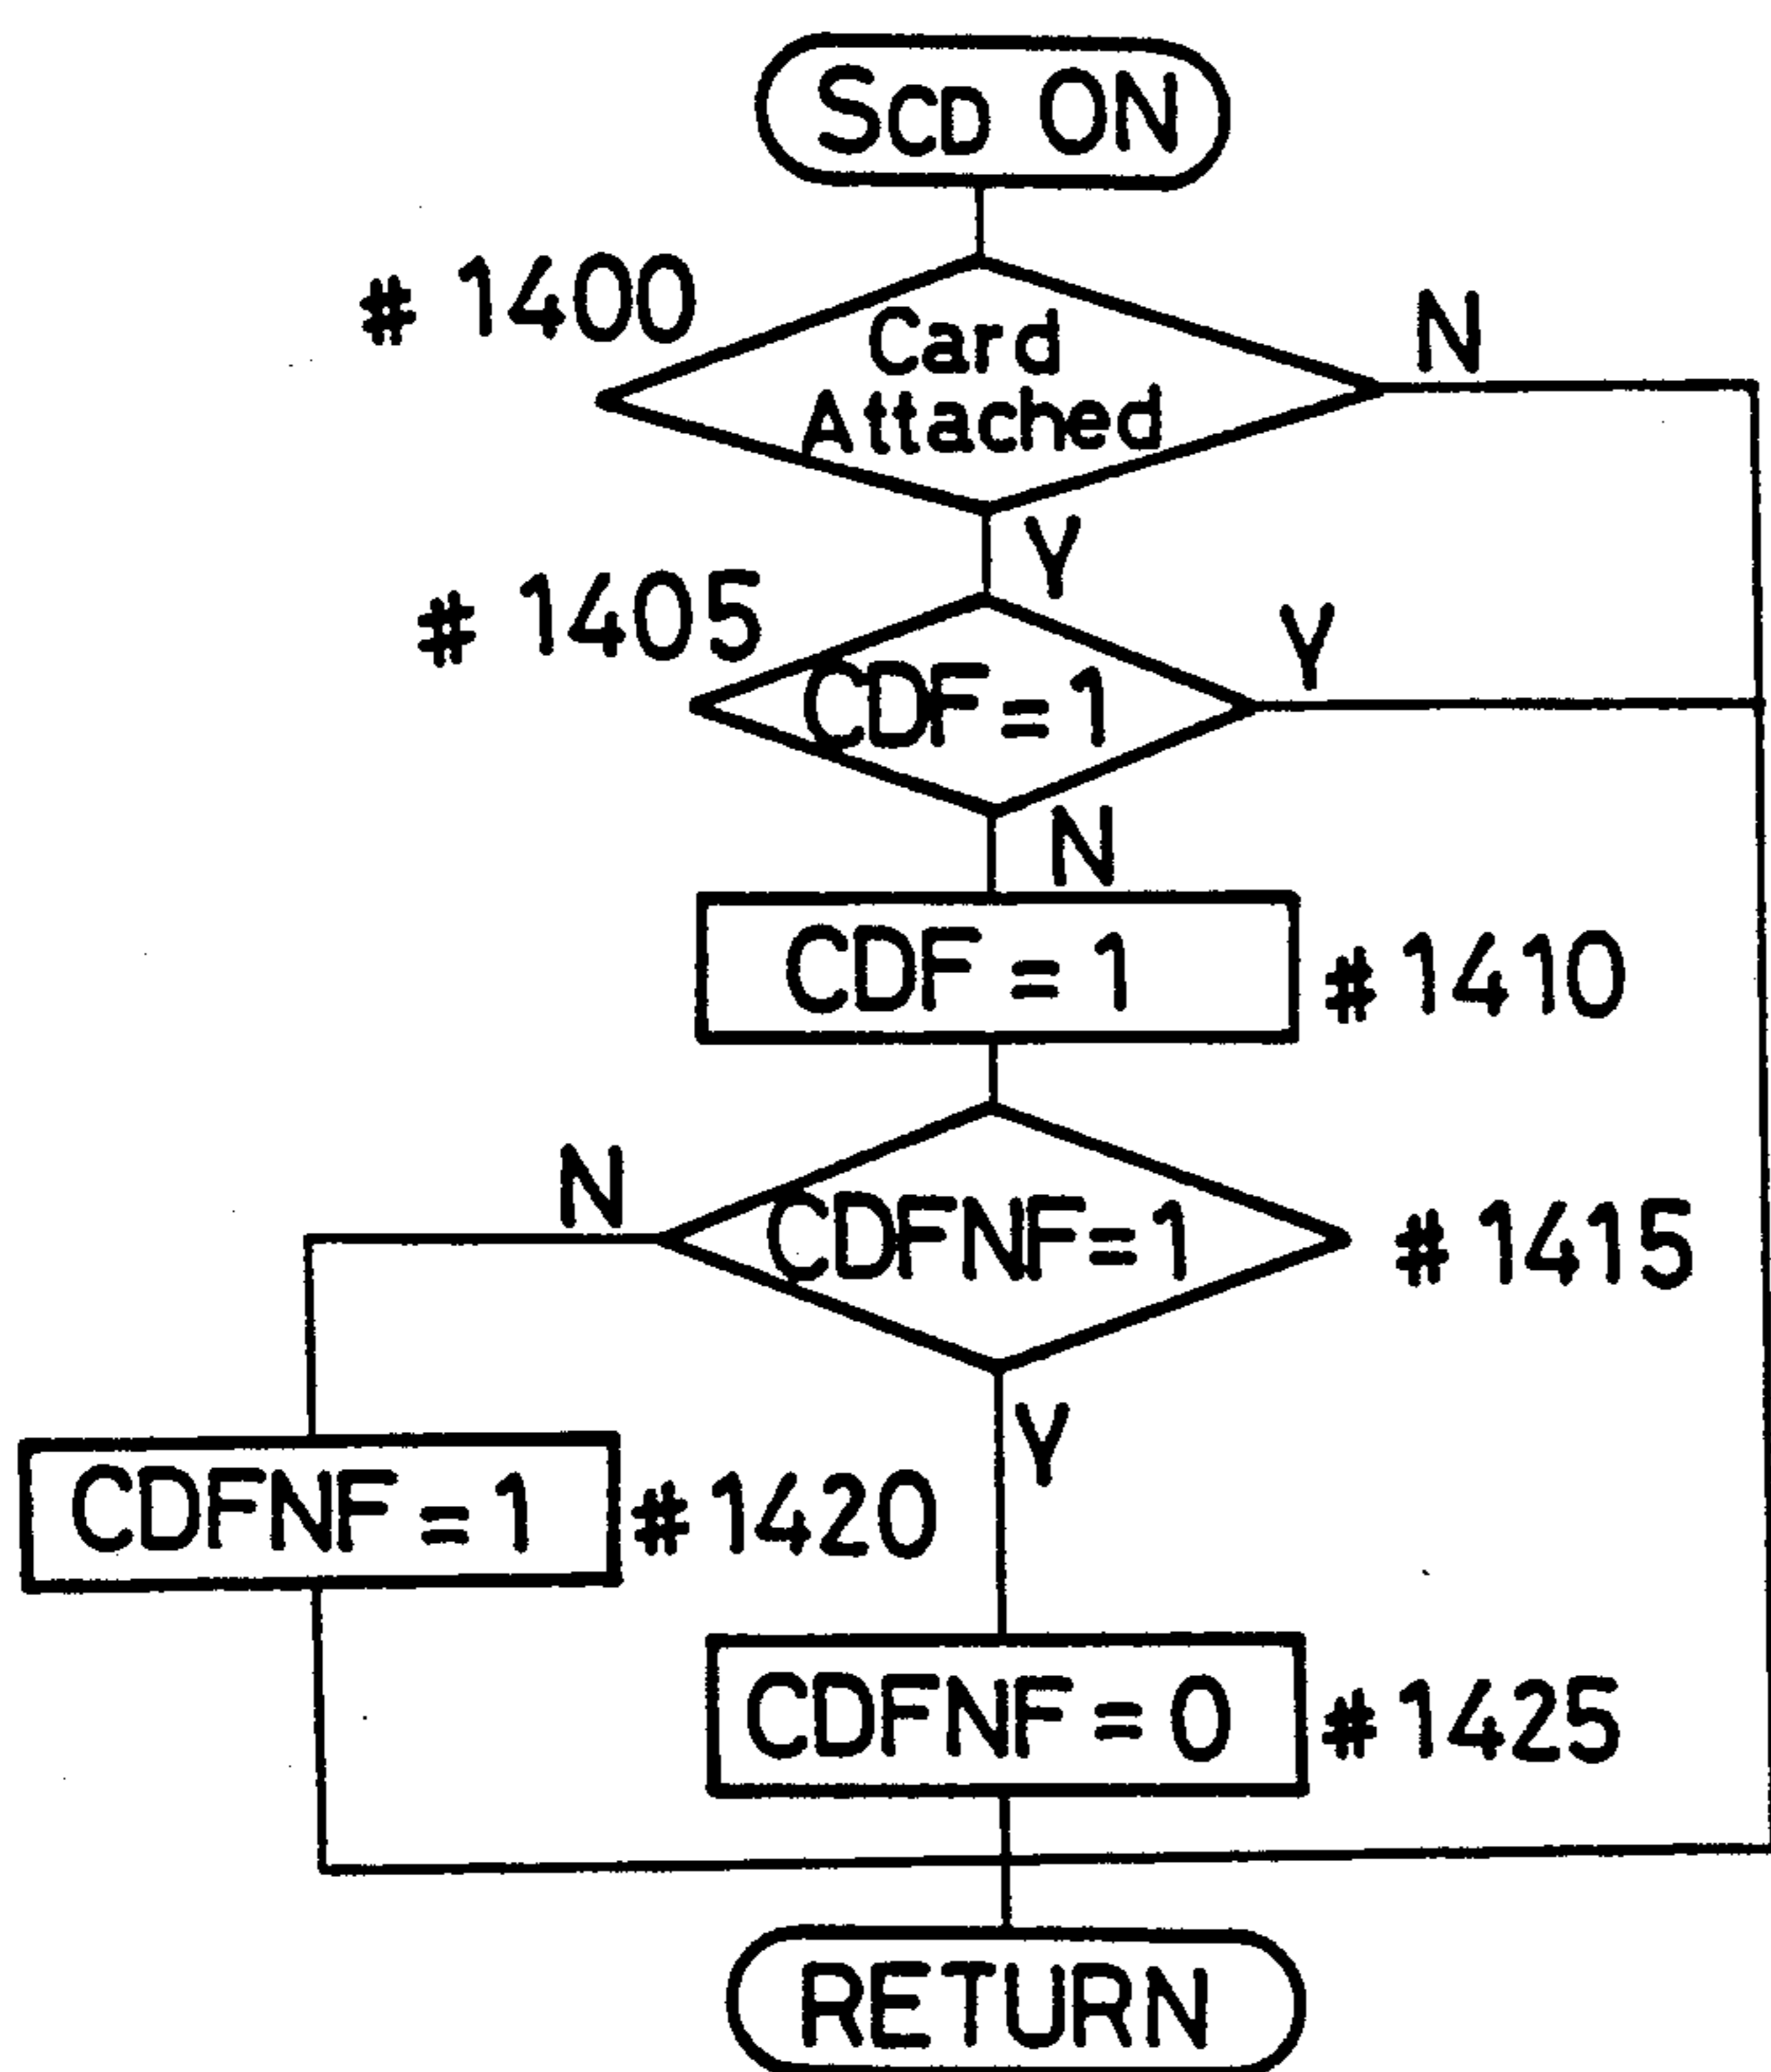 SCD ON
# 1400
Card
Attached
N
Y
# 1405
CDF=1
Y
N
CDF = 1
# 1410
N
CDFNF=1
# 1415
Y
CDFNF = 1
# 1420
CDFNF = 0
# 1425
RETURN